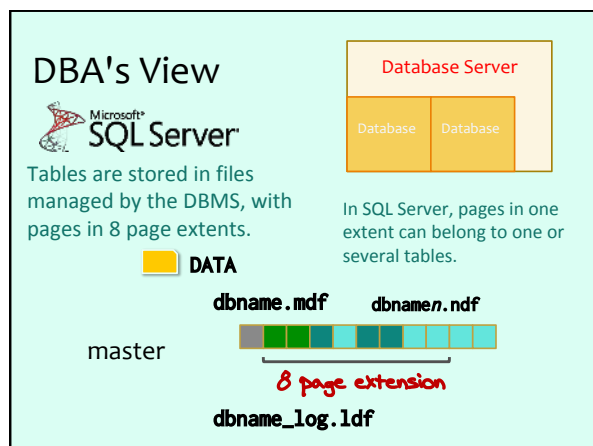 DBA's View
Database Server
Database
Database
Microsoft®
SQL Server®
Tables are stored in files
managed by the DBMS, with
pages in 8 page extents.
In SQL Server, pages in one
extent can belong to one or
several tables.
DATA
dbname.mdf
dbnamen.ndf
master
8 page extension
dbname_log.ldf